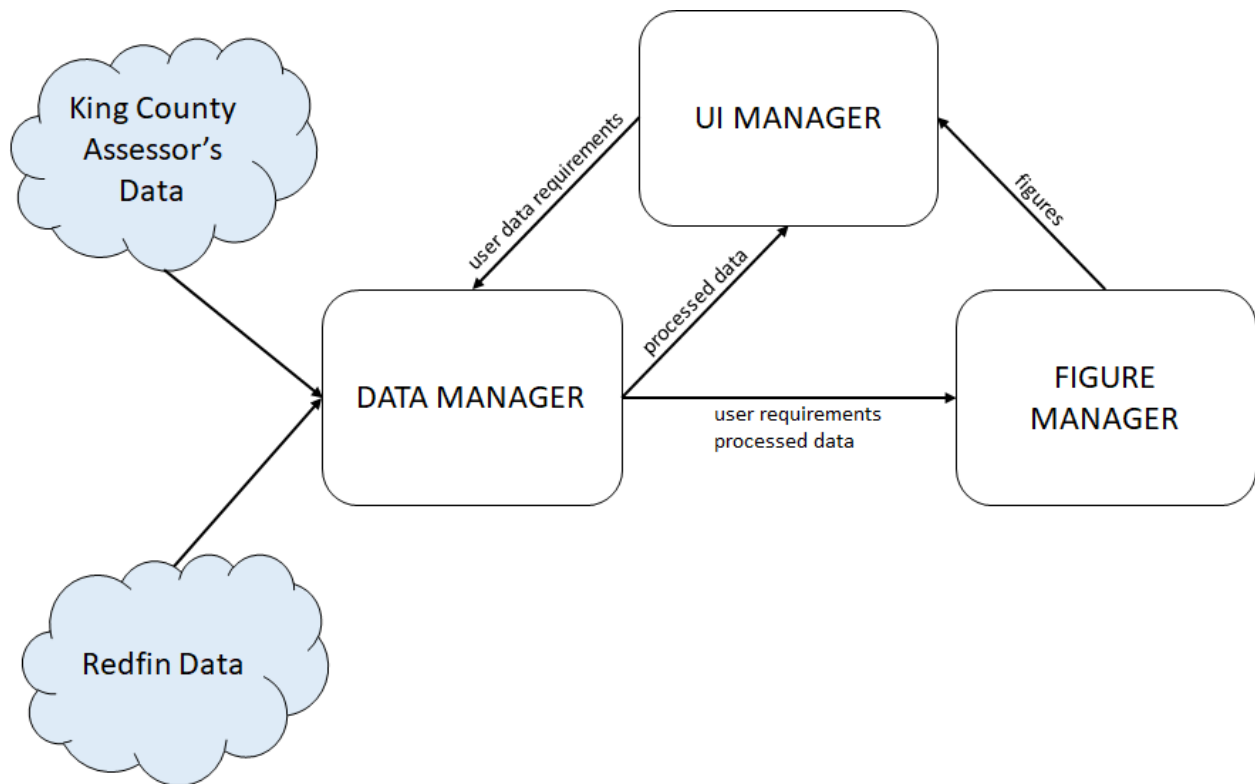 King County
Assessor’s
Data
UI MANAGER
user data requirements
figures
processed data
DATA MANAGER
FIGURE
MANAGER
user requirements
processed data
Redfin Data